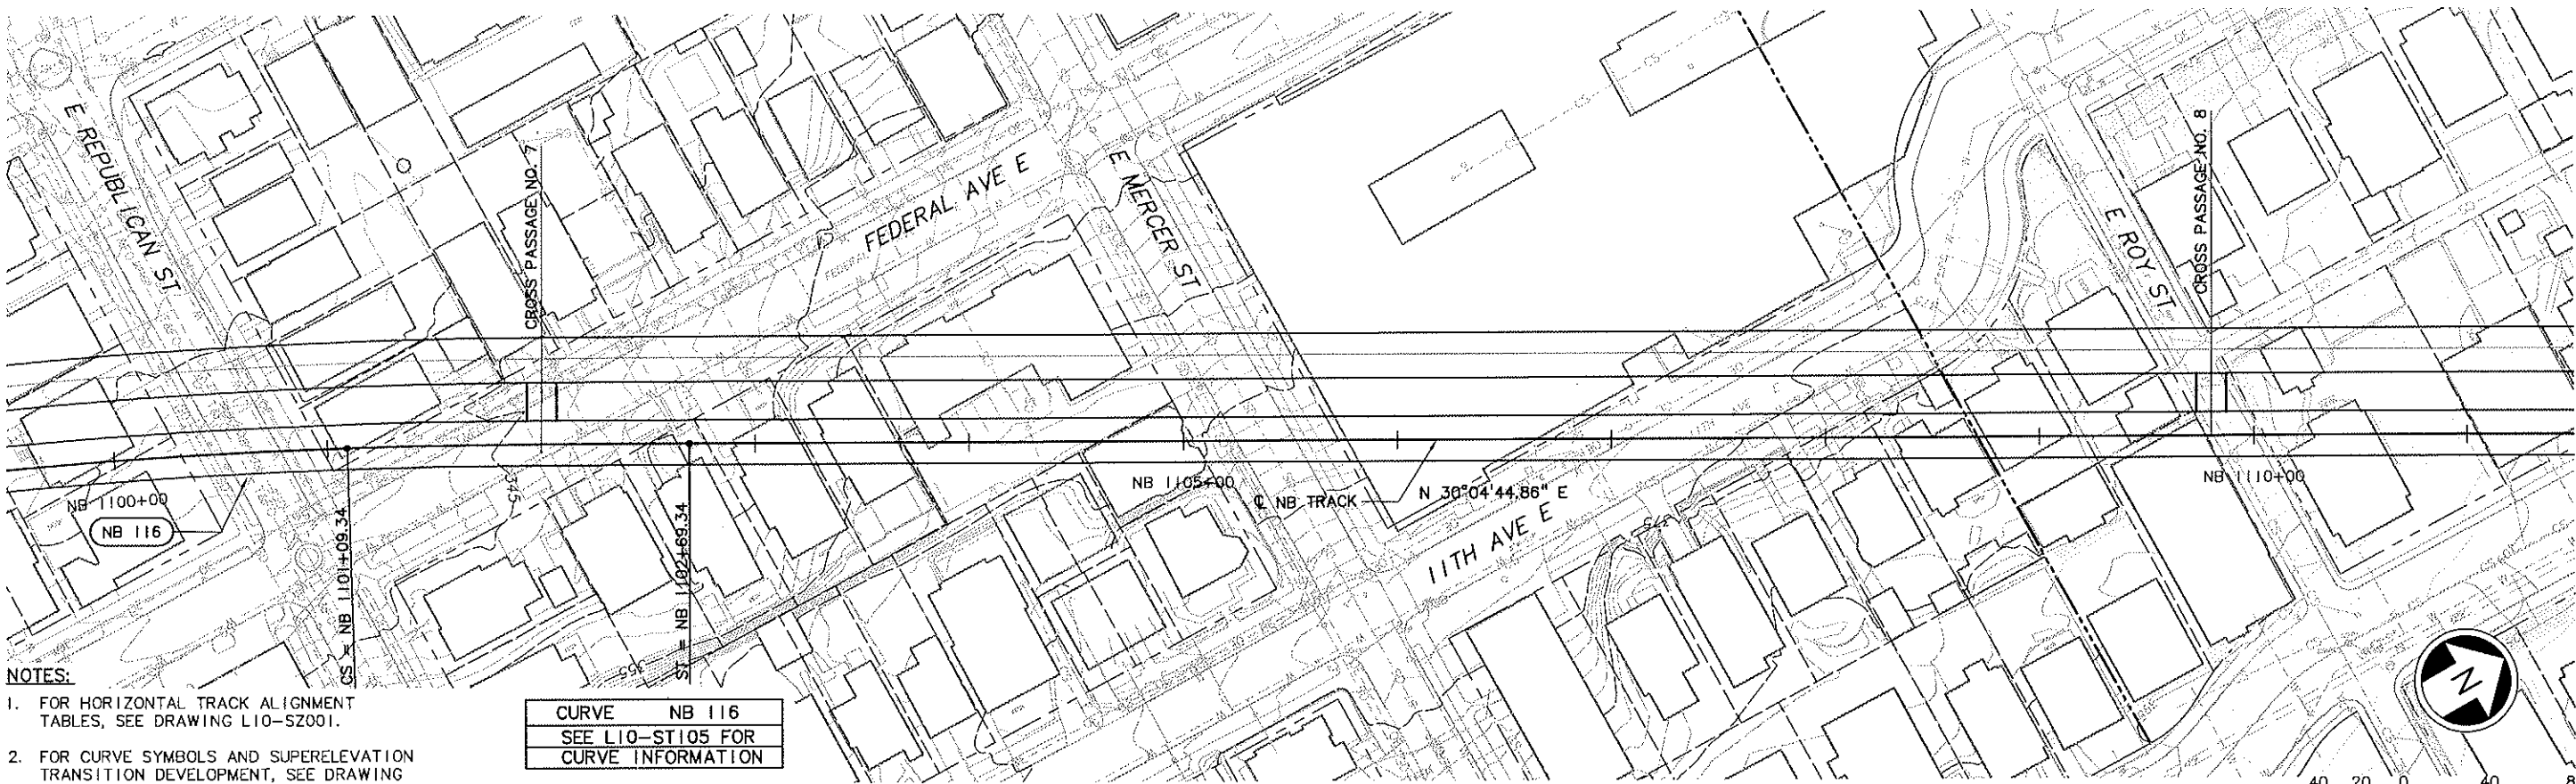 E REPUBLICAN ST
CROSS PASSAGE NO. 7
FEDERAL AVE E
FEDERAL
E MERCER ST
E ROY ST
CROSS PASSAGE NO. 8
NB 1100+00
NB 116
CS = NB 1101+09.34
345
ST = NB 1102+69.34
355
NB 1105+00
℄ NB TRACK
N 30°04'44.86" E
11TH AVE E
375
NB 1110+00
NOTES:
1. FOR HORIZONTAL TRACK ALIGNMENT
TABLES, SEE DRAWING L10-SZ001.
2. FOR CURVE SYMBOLS AND SUPERELEVATION
TRANSITION DEVELOPMENT, SEE DRAWING
CURVE NB 116
SEE L10-ST105 FOR
CURVE INFORMATION
N
40 20 0 40